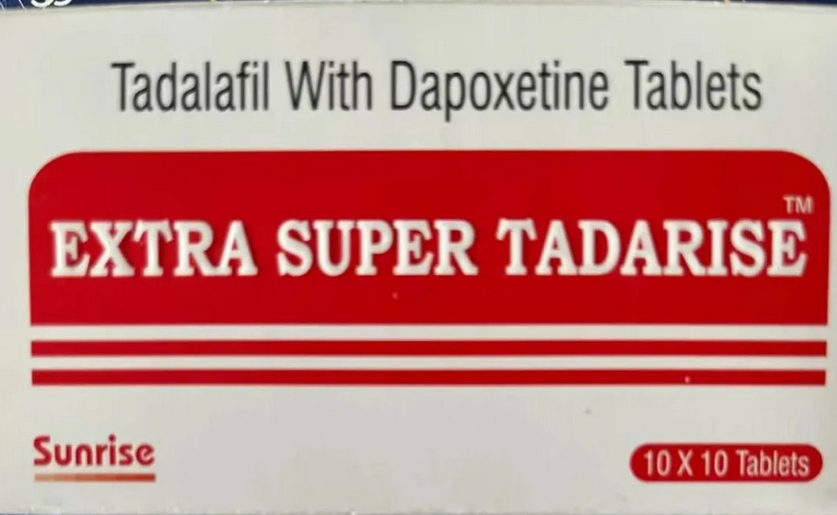 Tadalafil With Dapoxetine Tablets
EXTRA SUPER TADARISE™
Sunrise
10 X 10 Tablets